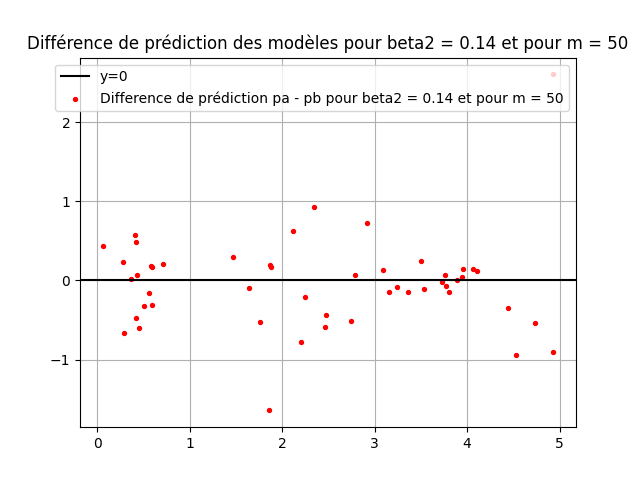 Différence de prédiction des modèles pour beta2 = 0.14 et pour m = 50
y=0
Difference de prédiction pa - pb pour beta2 = 0.14 et pour m = 50
2
1
0
−1
0 1 2 3 4 5